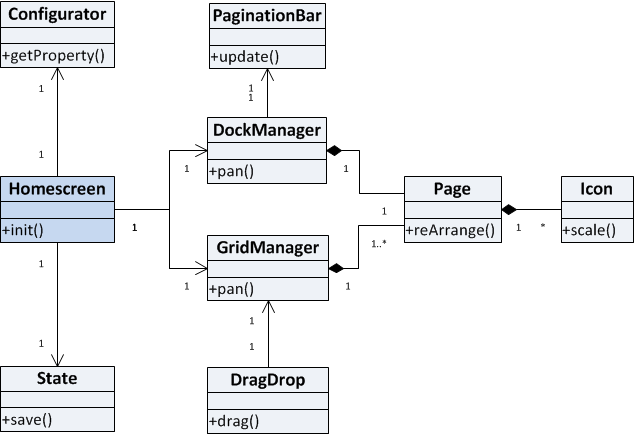 Configurator
+getProperty()
PaginationBar
+update()
1
1
1
1
DockManager
+pan()
1
1
Homescreen
+init()
1
Page
+reArrange()
1
Icon
+scale()
1
*
GridManager
+pan()
1..*
1
1
1
1
1
1
State
+save()
DragDrop
+drag()